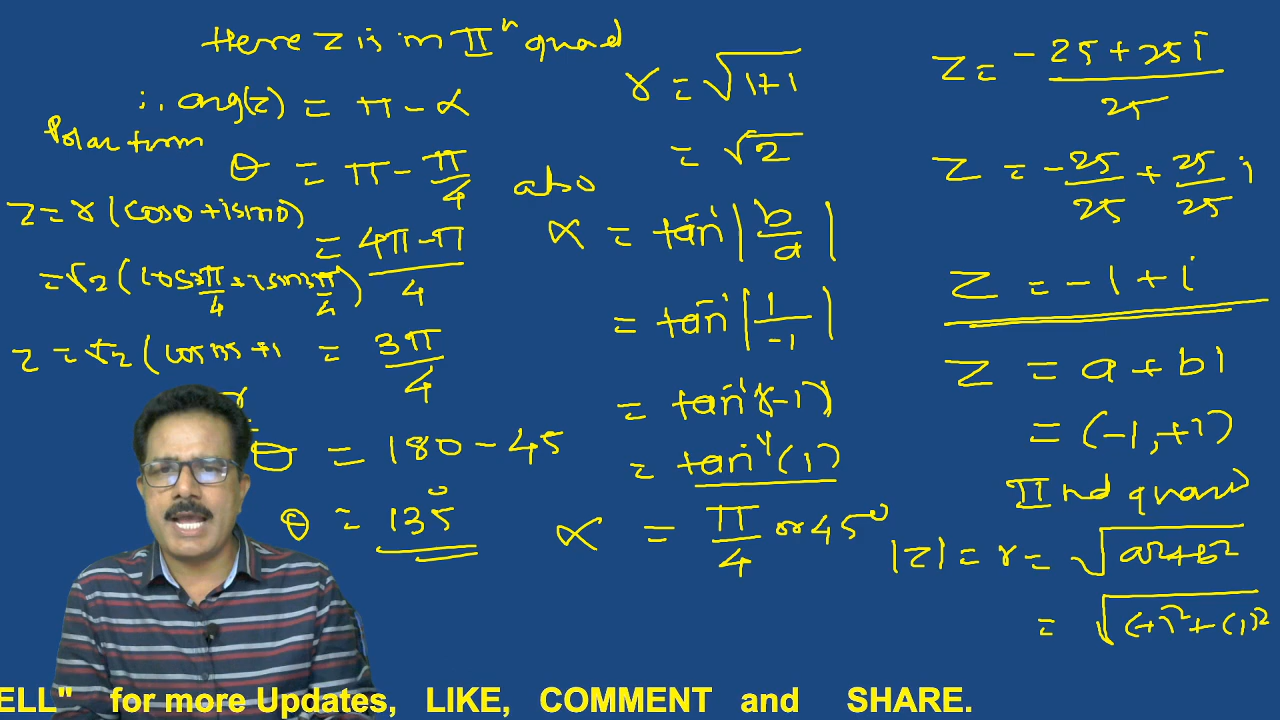 Here z is in IIⁿ quad
∴ arg(z) = π - α
Polar form
θ = π - π/4
z = r (cosθ + i sinθ)
= 4π - π / 4
= √2 (cos 3π/4 + i sin 3π/4)
= 3π/4
z = √2 (cos 135 + i
θ = 180 - 45
θ = 135°
r = √1+1
= √2
also
α = tan⁻¹ |b/a|
= tan⁻¹ |1/-1|
= tan⁻¹ (-1)
= tan⁻¹ (1)
α = π/4 or 45°
z = -25 + 25i / 25
z = -25/25 + 25/25 i
z = -1 + i
z = a + bi
= (-1, +1)
II nd quad
|z| = r = √a² + b²
= √(-1)² + (1)²
ELL" for more Updates, LIKE, COMMENT and SHARE.